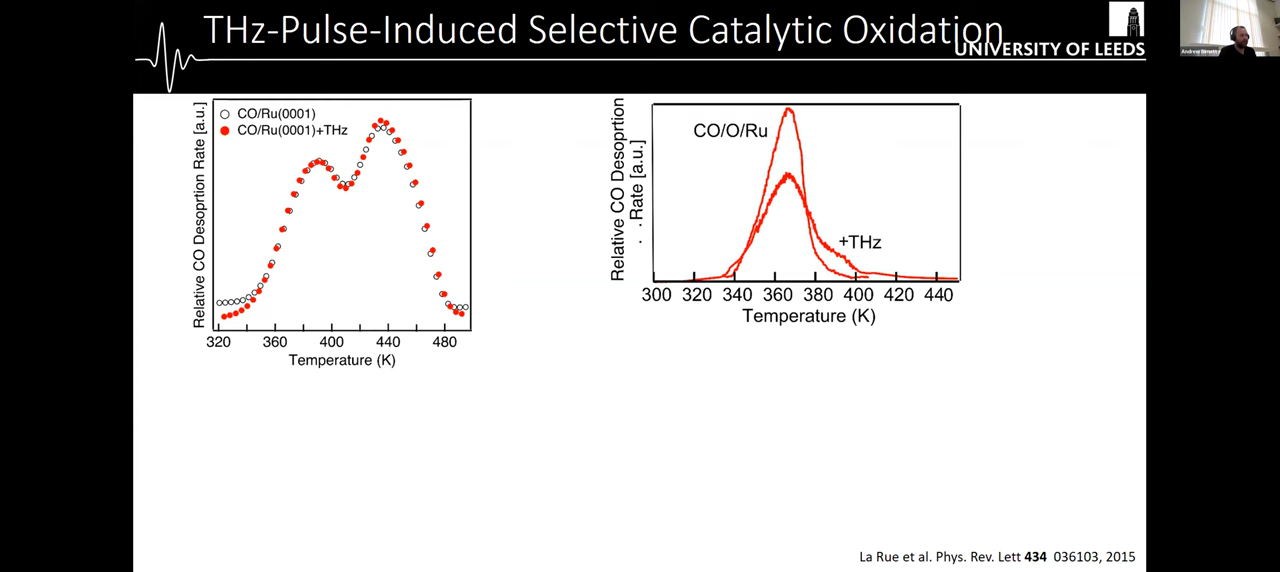 THz-Pulse-Induced Selective Catalytic Oxidation
UNIVERSITY OF LEEDS
Relative CO Desoprtion Rate [a.u.]
CO/Ru(0001)
CO/Ru(0001)+THz
320 360 400 440 480
Temperature (K)
Relative CO Desoprtion
Rate [a.u.]
CO/O/Ru
+THz
300 320 340 360 380 400 420 440
Temperature (K)
La Rue et al. Phys. Rev. Lett 434 036103, 2015